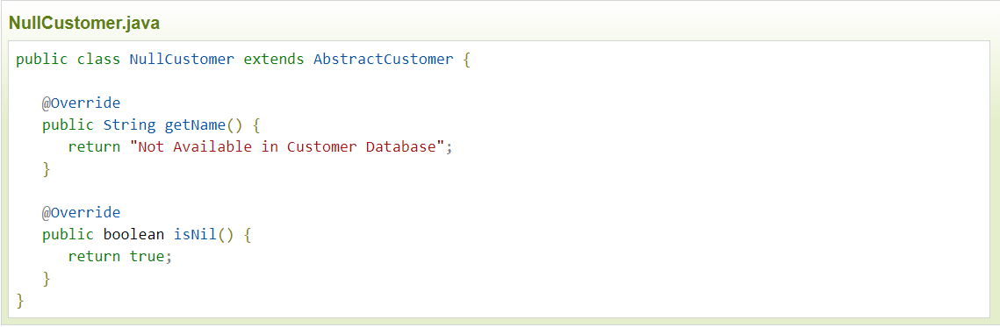 NullCustomer.java
public class NullCustomer extends AbstractCustomer {
@Override
public String getName() {
return "Not Available in Customer Database";
}
@Override
public boolean isNil() {
return true;
}
}